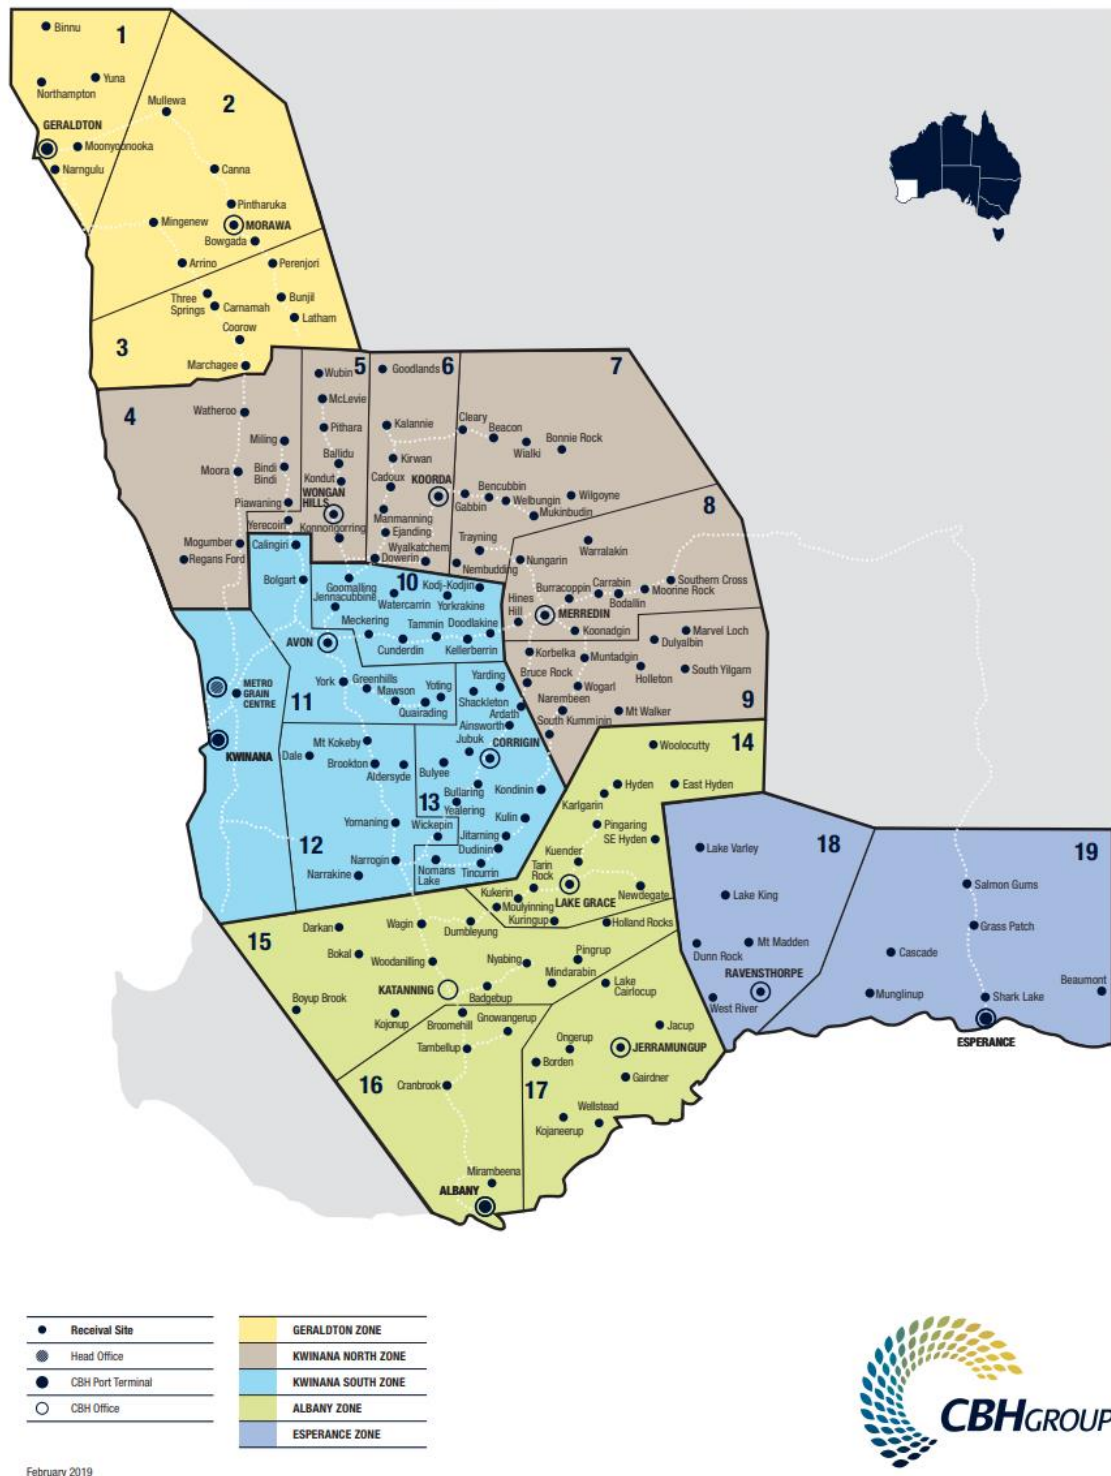 Binnu
1
Yuna
Northampton
2
Mullewa
GERALDTON
Moonyoonooka
Narngulu
Canna
Pintharuka
Mingenew
MORAWA
Bowgada
Arrino
Perenjori
Three
Springs
Carnamah
Bunjil
Latham
Coorow
3
Marchagee
4
5
6
7
Wubin
Goodlands
McLevie
Watheroo
Pithara
Kalannie
Cleary
Beacon
Wialki
Bonnie Rock
Miling
Moora
Bindi
Bindi
Ballidu
Kondut
Kirwan
Cadoux
KOORDA
WONGAN
HILLS
Piawaning
Yerecoin
Konnongorring
Manmanning
Ejanding
Wyalkatchem
Dowerin
Gabbin
Bencubbin
Welbungin
Mukinbudin
Wilgoyne
8
Trayning
Nembudding
Nungarin
Warralakin
Mogumber
Regans Ford
Calingiri
Bolgart
Goomalling
Jennacubbine
10
Watercarrin
Kodj-Kodjin
Yorkrakine
Hines
Hill
Burracoppin
Carrabin
Bodallin
Southern Cross
Moorine Rock
MERREDIN
Meckering
AVON
Cunderdin
Tammin
Doodlakine
Kellerberrin
Koonadgin
Marvel Loch
Dulyalbin
Korbelka
Muntadgin
Holleton
South Yilgarn
Bruce Rock
METRO
GRAIN
CENTRE
11
York
Greenhills
Mawson
Quairading
Yoting
Yarding
Shackleton
Ardath
Ainsworth
Wogarl
Narembeen
South Kumminin
Mt Walker
9
KWINANA
Dale
Mt Kokeby
Brookton
Aldersyde
Jubuk
CORRIGIN
Bulyee
13
Bullaring
Yealering
Kondinin
14
Woolocutty
Hyden
East Hyden
Karlgarin
12
Yornaning
Wickepin
Kulin
Jitarning
Dudinin
Pingaring
SE Hyden
Narrogin
Narrakine
Nomans
Lake
Tincurrin
Kuender
Tarin
Rock
LAKE GRACE
Newdegate
Kukerin
Moulyinning
Kuringup
Holland Rocks
18
Lake Varley
Lake King
Dunn Rock
Mt Madden
RAVENSTHORPE
West River
19
Salmon Gums
Grass Patch
Cascade
Munglinup
Shark Lake
Beaumont
ESPERANCE
15
Darkan
Wagin
Dumbleyung
Bokal
Woodanilling
Nyabing
Pingrup
Mindarabin
Lake
Cairlocup
KATANNING
Badgebup
Boyup Brook
Kojonup
Broomehill
Gnowangerup
Tambellup
Ongerup
Jacup
JERRAMUNGUP
Borden
Cranbrook
16
17
Gairdner
Wellstead
Kojaneerup
Mirambeena
ALBANY
Receival Site
Head Office
CBH Port Terminal
CBH Office
GERALDTON ZONE
KWINANA NORTH ZONE
KWINANA SOUTH ZONE
ALBANY ZONE
ESPERANCE ZONE
CBHGROUP
February 2019